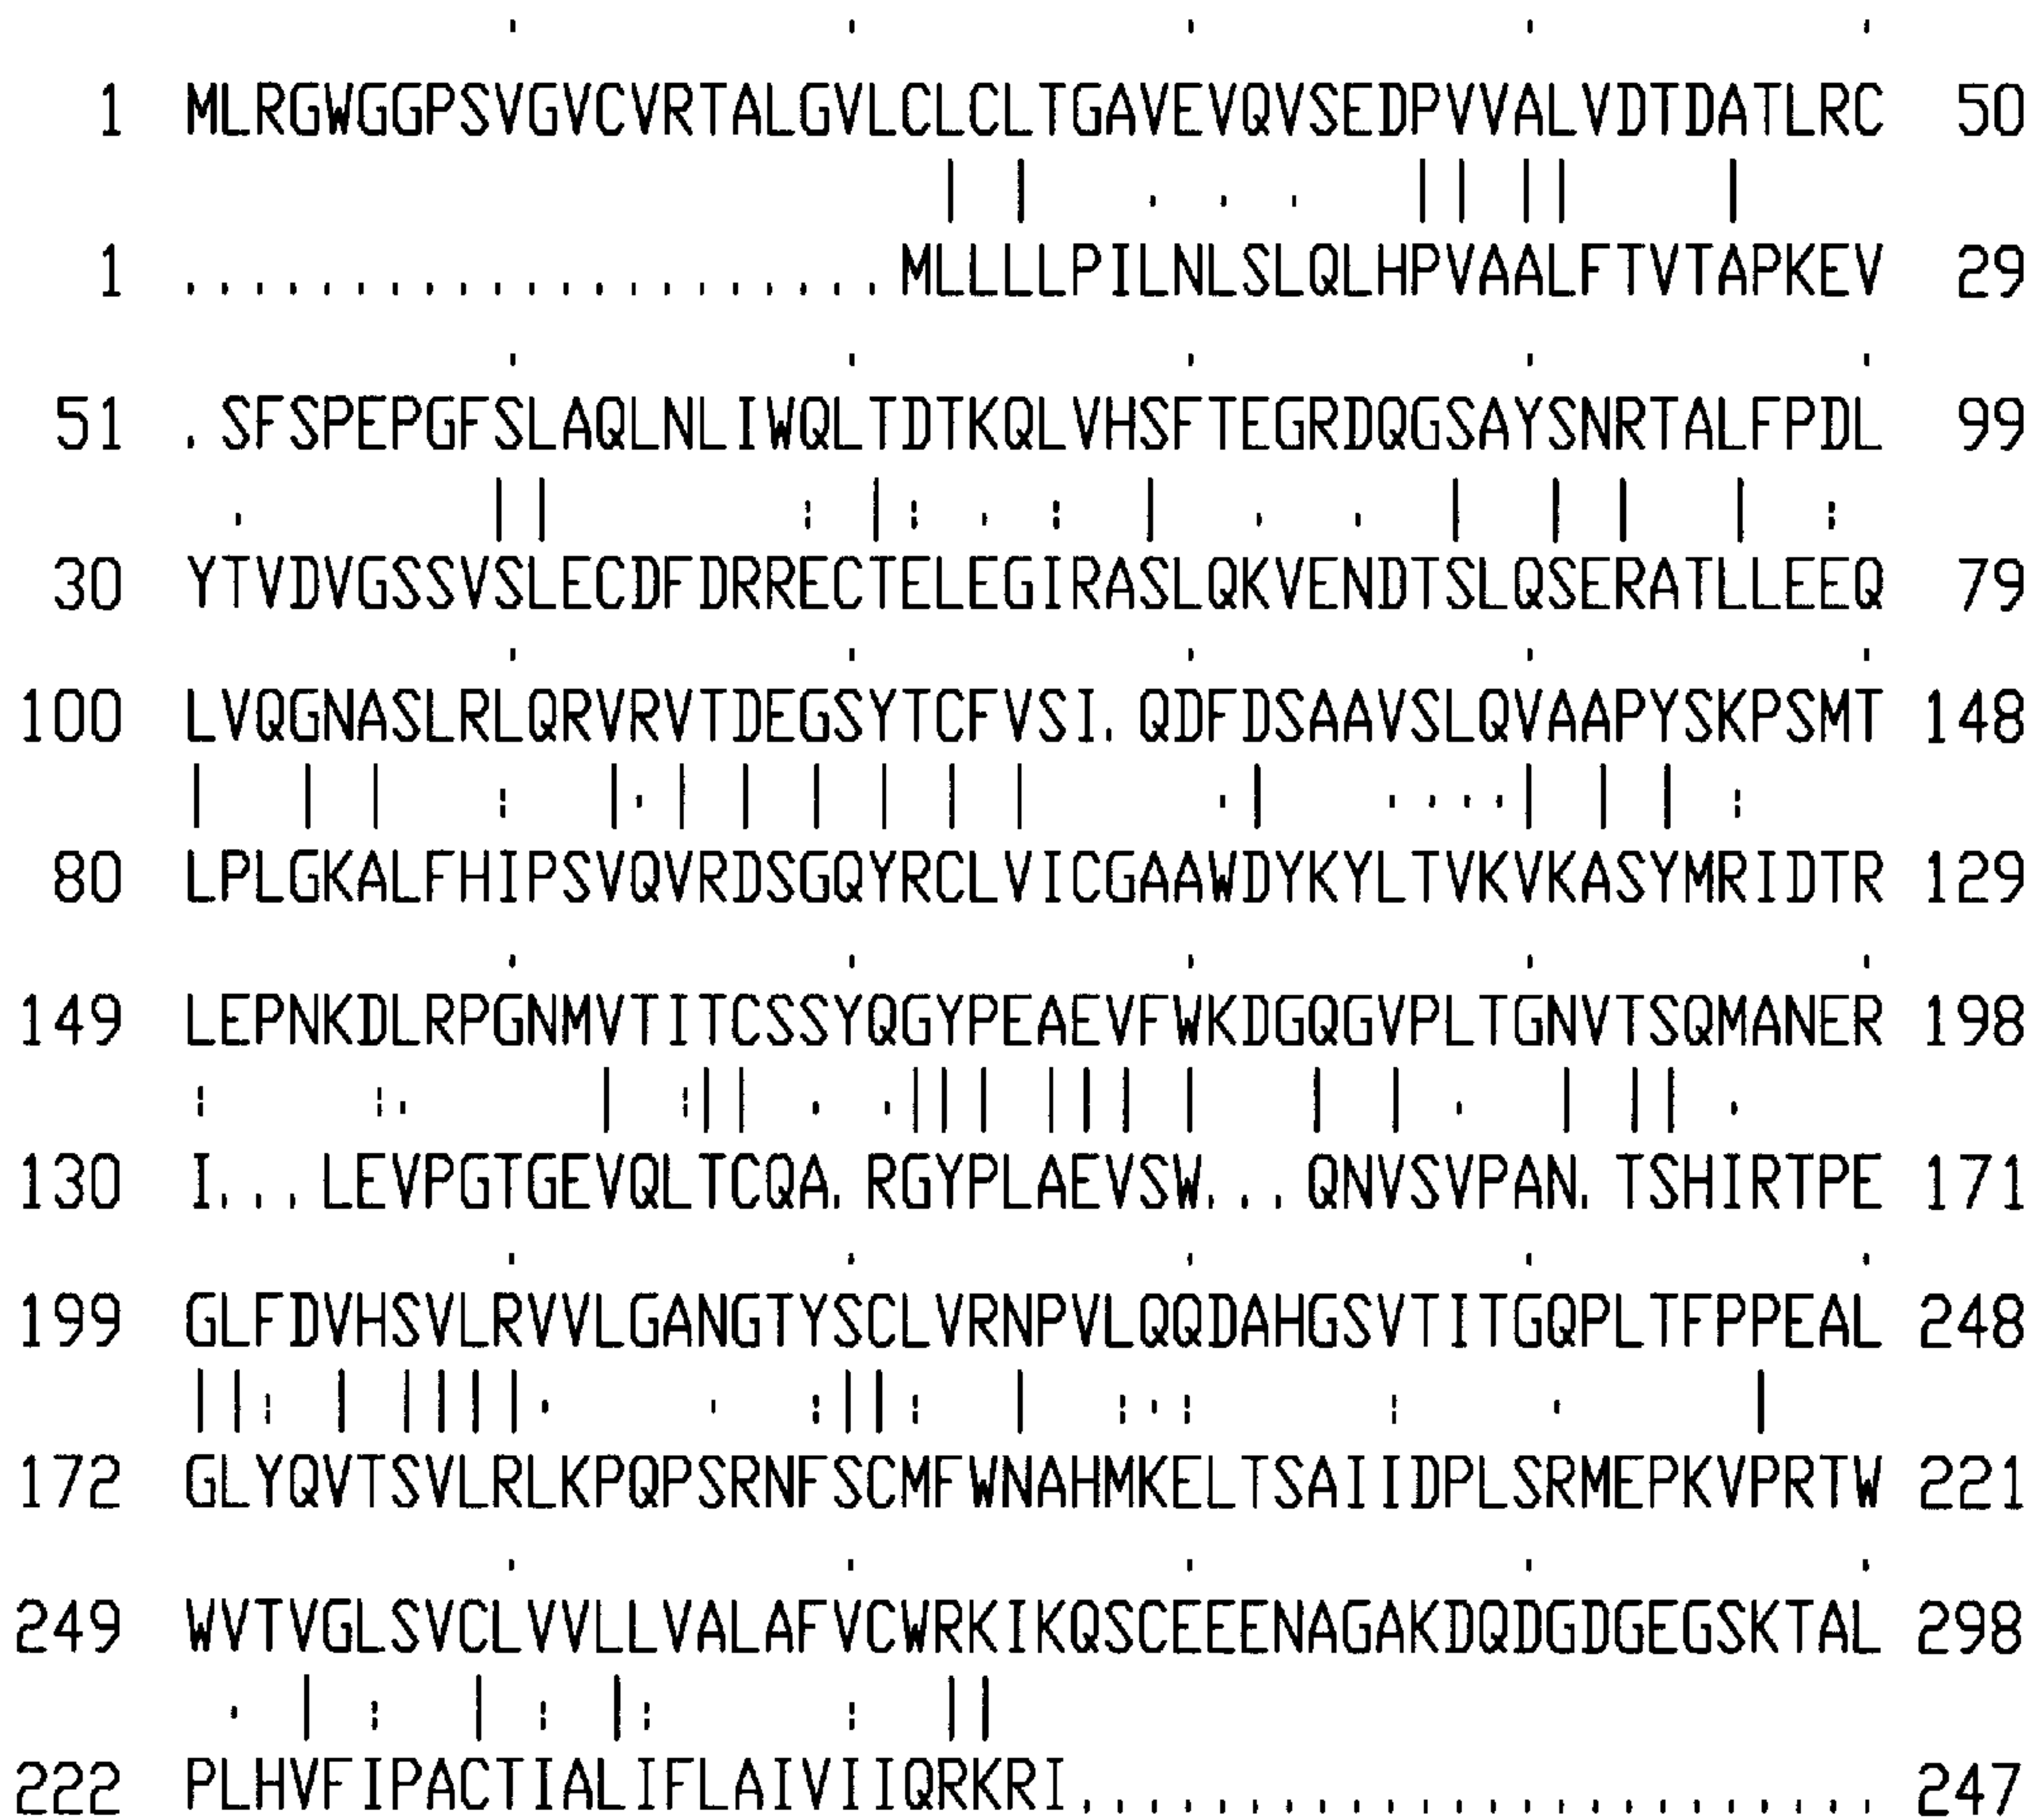 1 MLRGWGGPSVGVCVRTALGVLCLCLTGAVEVQVSEDPVVALVDTDATLRC 50
1 .....................MLLLLPILNLSLQLHPVAALFTVTAPKEV 29
51 .SFSPEPGFSLAQLNLIWQLTDTKQLVHSFTEGRDQGSAYSNRTALFPDL 99
30 YTVDVGSSVSLECDFDRRECTELEGIRASLQKVENDTSLQSERATLLEEQ 79
100 LVQGNASLRLQRVRVTDEGSYTCFVSI.QDFDSAAVSLQVAAPYSKPSMT 148
80 LPLGKALFHIPSVQVRDSGQYRCLVICGAAWDYKYLTVKVKASYMRIDTR 129
149 LEPNKDLRPGNMVTITCSSYQGYPEAEVFWKDGQGVPLTGNVTSQMANER 198
130 I...LEVPGTGEVQLTCQA.RGYPLAEVSW...QNVSVPAN.TSHIRTPE 171
199 GLFDVHSVLRVVLGANGTYSCLVRNPVLQQDAHGSVTITGQPLTFPPEAL 248
172 GLYQVTSVLRLKPQPSRNFSCMFWNAHMKELTSAIIDPLSRMEPKVPRTW 221
249 WVTVGLSVCLVVLLVALAFVCWRKIKQSCEEENAGAKDQDGDGEGSKTAL 298
222 PLHVFIPACTIALIFLAIVIIQRKRI........................ 247